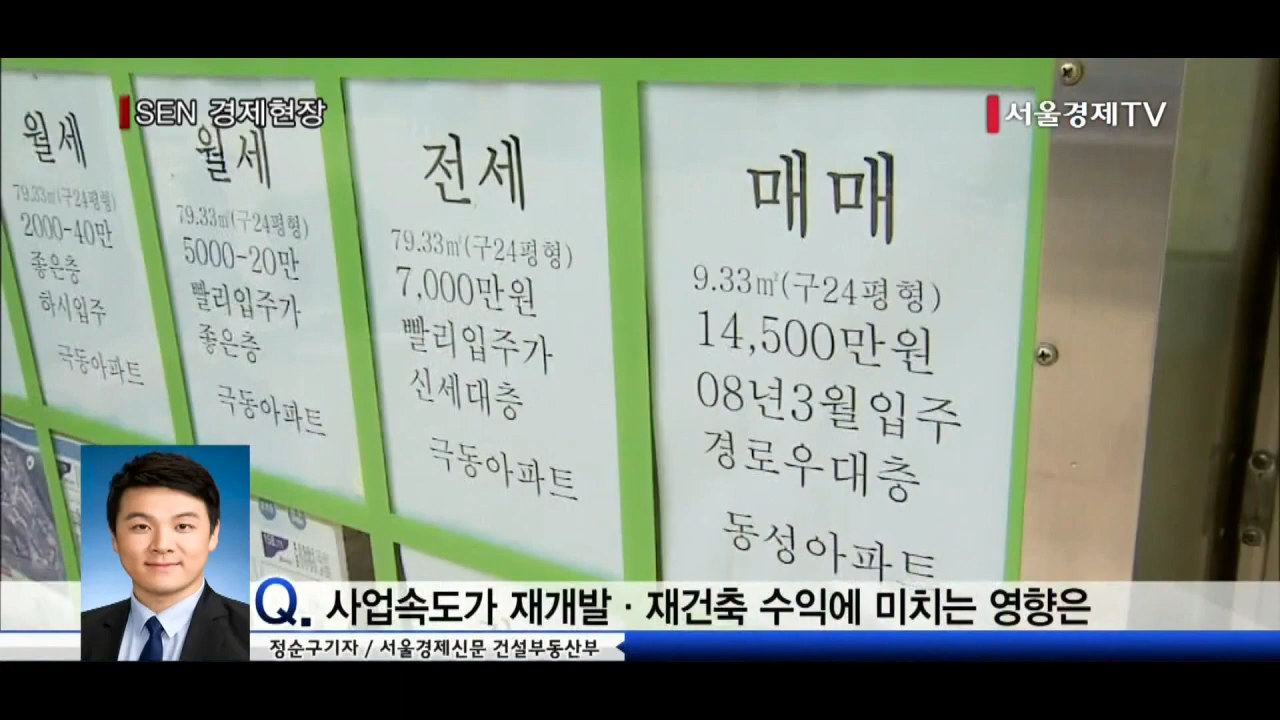 SEN 경제현장
서울경제TV
월세
79.33㎡(구24평형)
2000-40만
좋은층
하시입주
극동아파트
월세
79.33㎡(구24평형)
5000-20만
빨리입주가
좋은층
극동아파트
전세
79.33㎡(구24평형)
7,000만원
빨리입주가
신세대층
극동아파트
매매
9.33㎡(구24평형)
14,500만원
08년3월입주
경로우대층
동성아파트
Q. 사업속도가 재개발 · 재건축 수익에 미치는 영향은
정순구기자 / 서울경제신문 건설부동산부